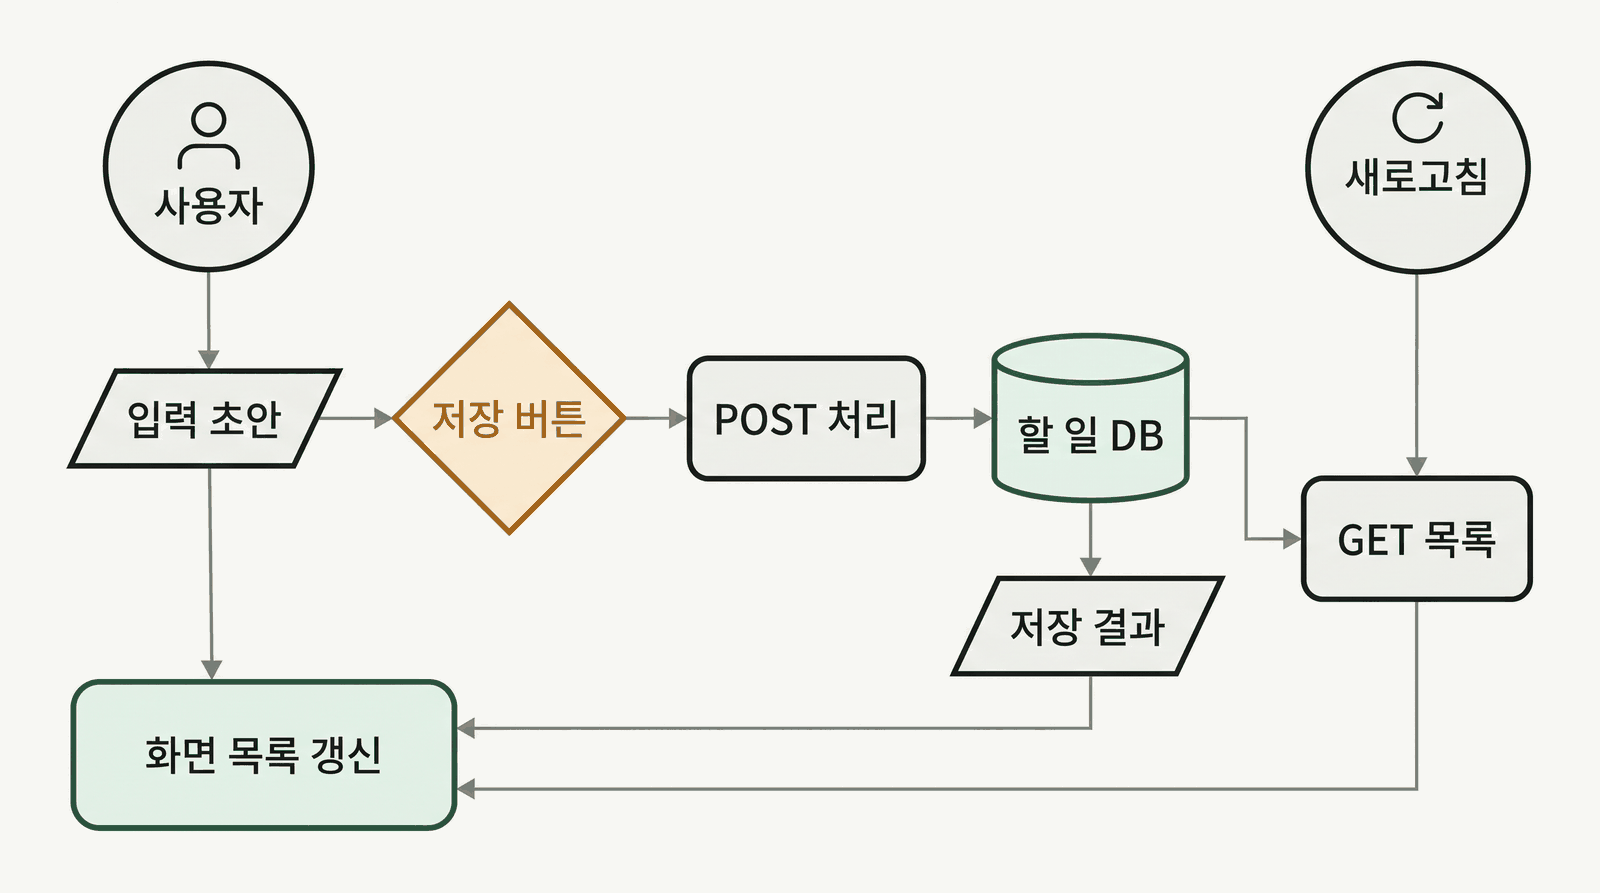 사용자
새로고침
입력 초안
저장 버튼
POST 처리
할 일 DB
GET 목록
저장 결과
화면 목록 갱신